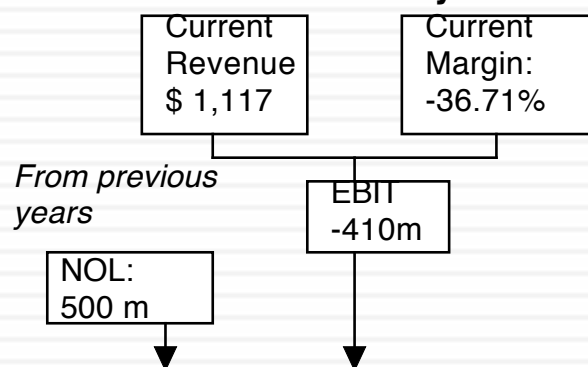 Current
Revenue
$ 1,117
Current
Margin:
-36.71%
From previous
years
EBIT
-410m
NOL:
500 m